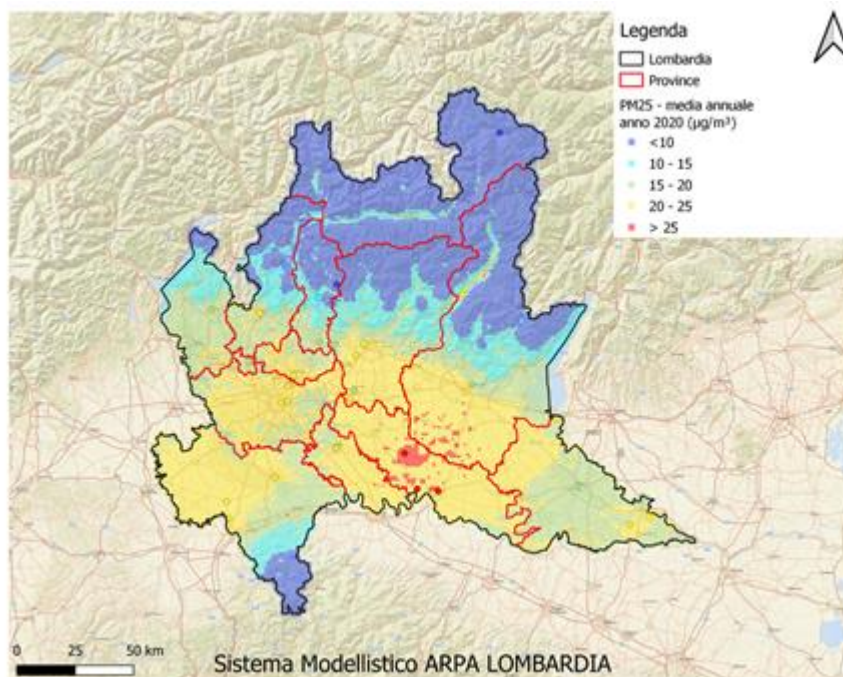 Legenda
Lombardia
Province
PM25 - media annuale
anno 2020 (µg/m³)
<10
10 - 15
15 - 20
20 - 25
> 25
0 25 50 km
Sistema Modellistico ARPA LOMBARDIA